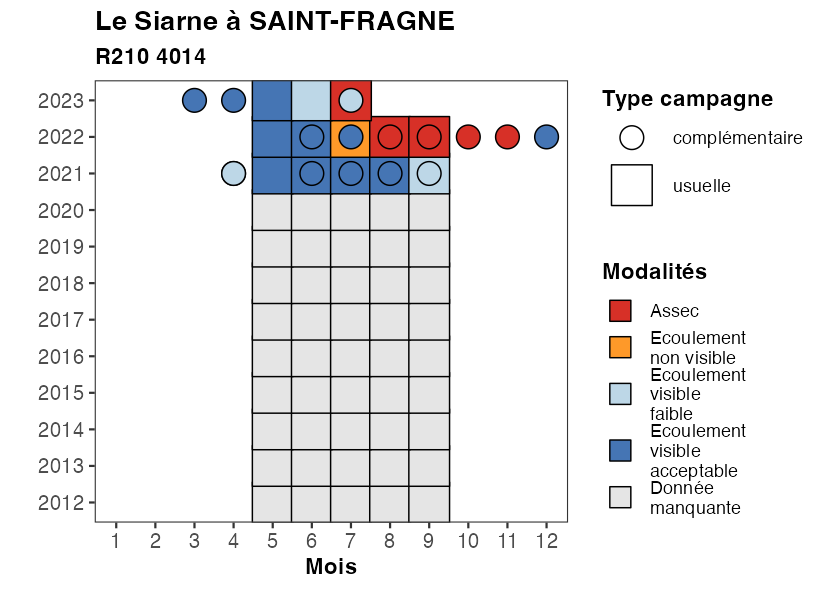 Le Siarne à SAINT-FRAGNE
R210 4014
2023
2022
2021
2020
2019
2018
2017
2016
2015
2014
2013
2012
1 2 3 4 5 6 7 8 9 10 11 12
Mois
Type campagne
complémentaire
usuelle
Modalités
Assec
Ecoulement
non visible
Ecoulement
visible
faible
Ecoulement
visible
acceptable
Donnée
manquante